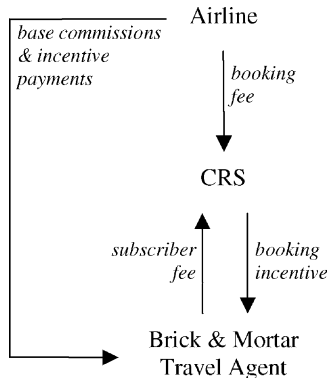 Airline
base commissions
& incentive
payments
booking
fee
CRS
subscriber
fee
booking
incentive
Brick & Mortar
Travel Agent